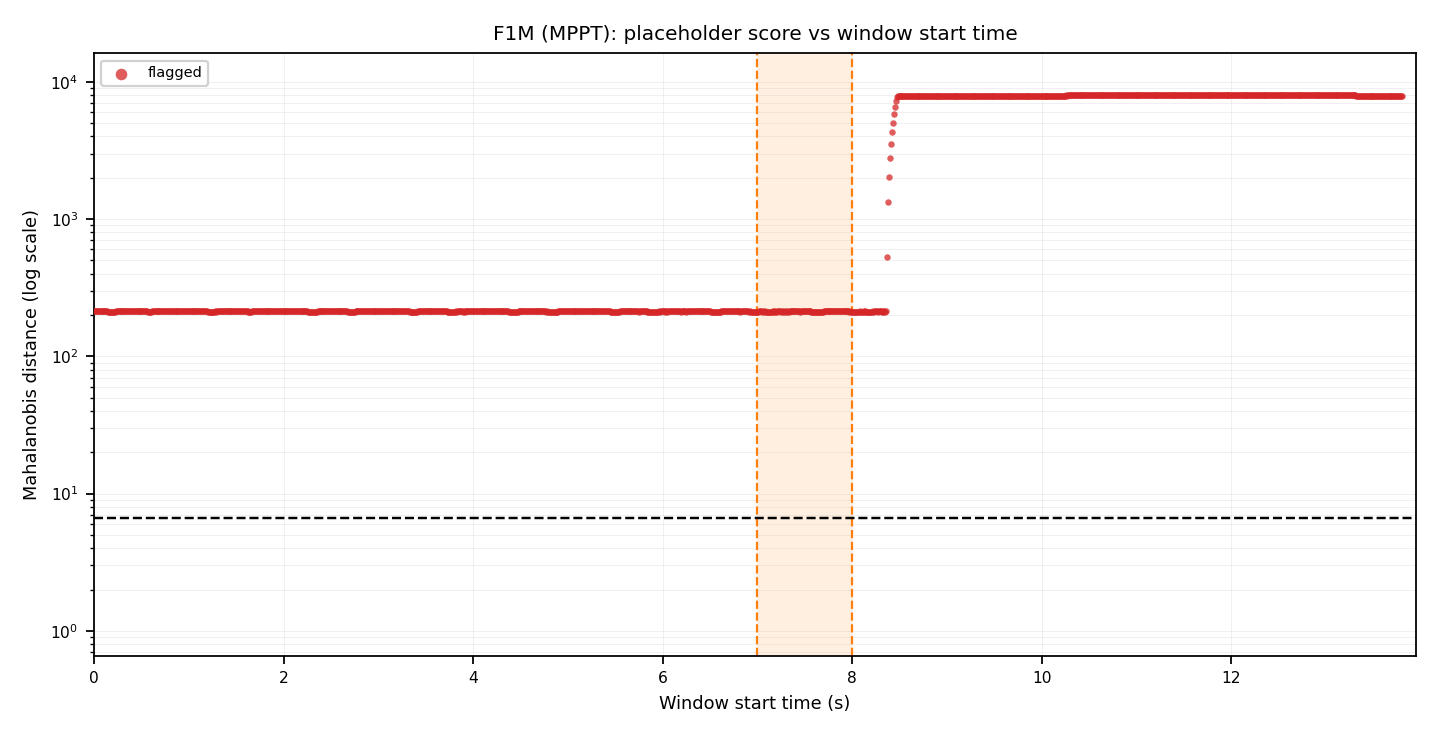 F1M (MPPT): placeholder score vs window start time
flagged
Mahalanobis distance (log scale)
10⁴
10³
10²
10¹
10⁰
0 2 4 6 8 10 12
Window start time (s)